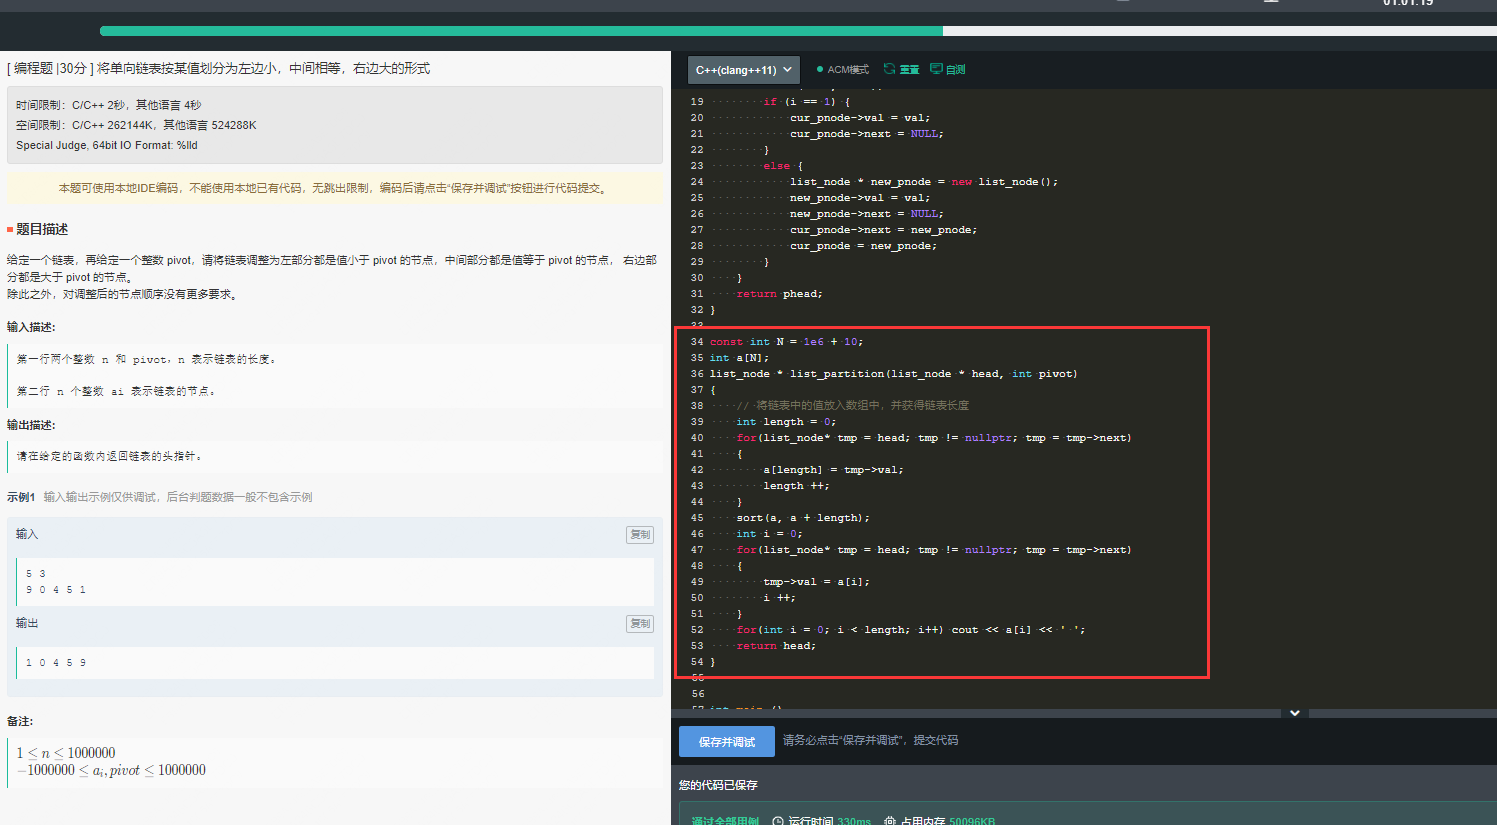 01:01:19
[ 编程题 |30分 ] 将单向链表按某值划分为左边小，中间相等，右边大的形式
时间限制：C/C++ 2秒，其他语言 4秒
空间限制：C/C++ 262144K，其他语言 524288K
Special Judge, 64bit IO Format: %lld
本题可使用本地IDE编码，不能使用本地已有代码，无跳出限制，编码后请点击“保存并调试”按钮进行代码提交。
题目描述
给定一个链表，再给定一个整数 pivot，请将链表调整为左部分都是值小于 pivot 的节点，中间部分都是值等于 pivot 的节点， 右边部
分都是大于 pivot 的节点。
除此之外，对调整后的节点顺序没有更多要求。
输入描述:
第一行两个整数 n 和 pivot，n 表示链表的长度。
第二行 n 个整数 ai 表示链表的节点。
输出描述:
请在给定的函数内返回链表的头指针。
示例1 输入输出示例仅供调试，后台判题数据一般不包含示例
输入
复制
5 3
9 0 4 5 1
输出
复制
1 0 4 5 9
备注:
1 ≤ n ≤ 1000000
−1000000 ≤ ai, pivot ≤ 1000000
C++(clang++11)
ACM模式
重置
自测
19 if (i == 1) {
20 cur_pnode->val = val;
21 cur_pnode->next = NULL;
22 }
23 else {
24 list_node * new_pnode = new list_node();
25 new_pnode->val = val;
26 new_pnode->next = NULL;
27 cur_pnode->next = new_pnode;
28 cur_pnode = new_pnode;
29 }
30 }
31 return phead;
32 }
33
34 const int N = 1e6 + 10;
35 int a[N];
36 list_node * list_partition(list_node * head, int pivot)
37 {
38 // 将链表中的值放入数组中，并获得链表长度
39 int length = 0;
40 for(list_node* tmp = head; tmp != nullptr; tmp = tmp->next)
41 {
42 a[length] = tmp->val;
43 length ++;
44 }
45 sort(a, a + length);
46 int i = 0;
47 for(list_node* tmp = head; tmp != nullptr; tmp = tmp->next)
48 {
49 tmp->val = a[i];
50 i ++;
51 }
52 for(int i = 0; i < length; i++) cout << a[i] << ' ';
53 return head;
54 }
55
56
57 int main ()
保存并调试
请务必点击“保存并调试”，提交代码
您的代码已保存
通过全部用例 运行时间 330ms 占用内存 50096KB